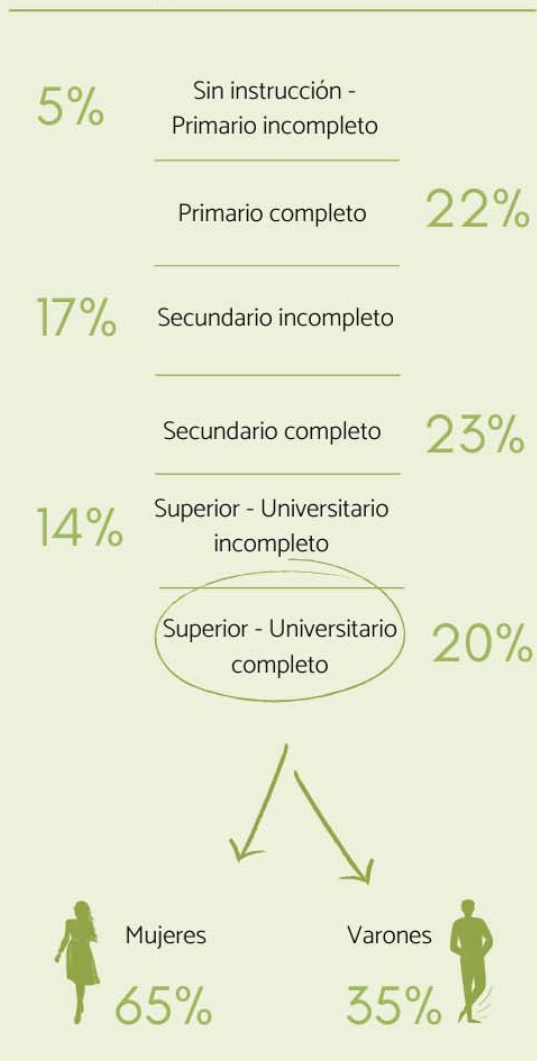 5%
Sin instrucción -
Primario incompleto
Primario completo
22%
17%
Secundario incompleto
Secundario completo
23%
14%
Superior - Universitario
incompleto
Superior - Universitario
completo
20%
Mujeres
Varones
65%
35%